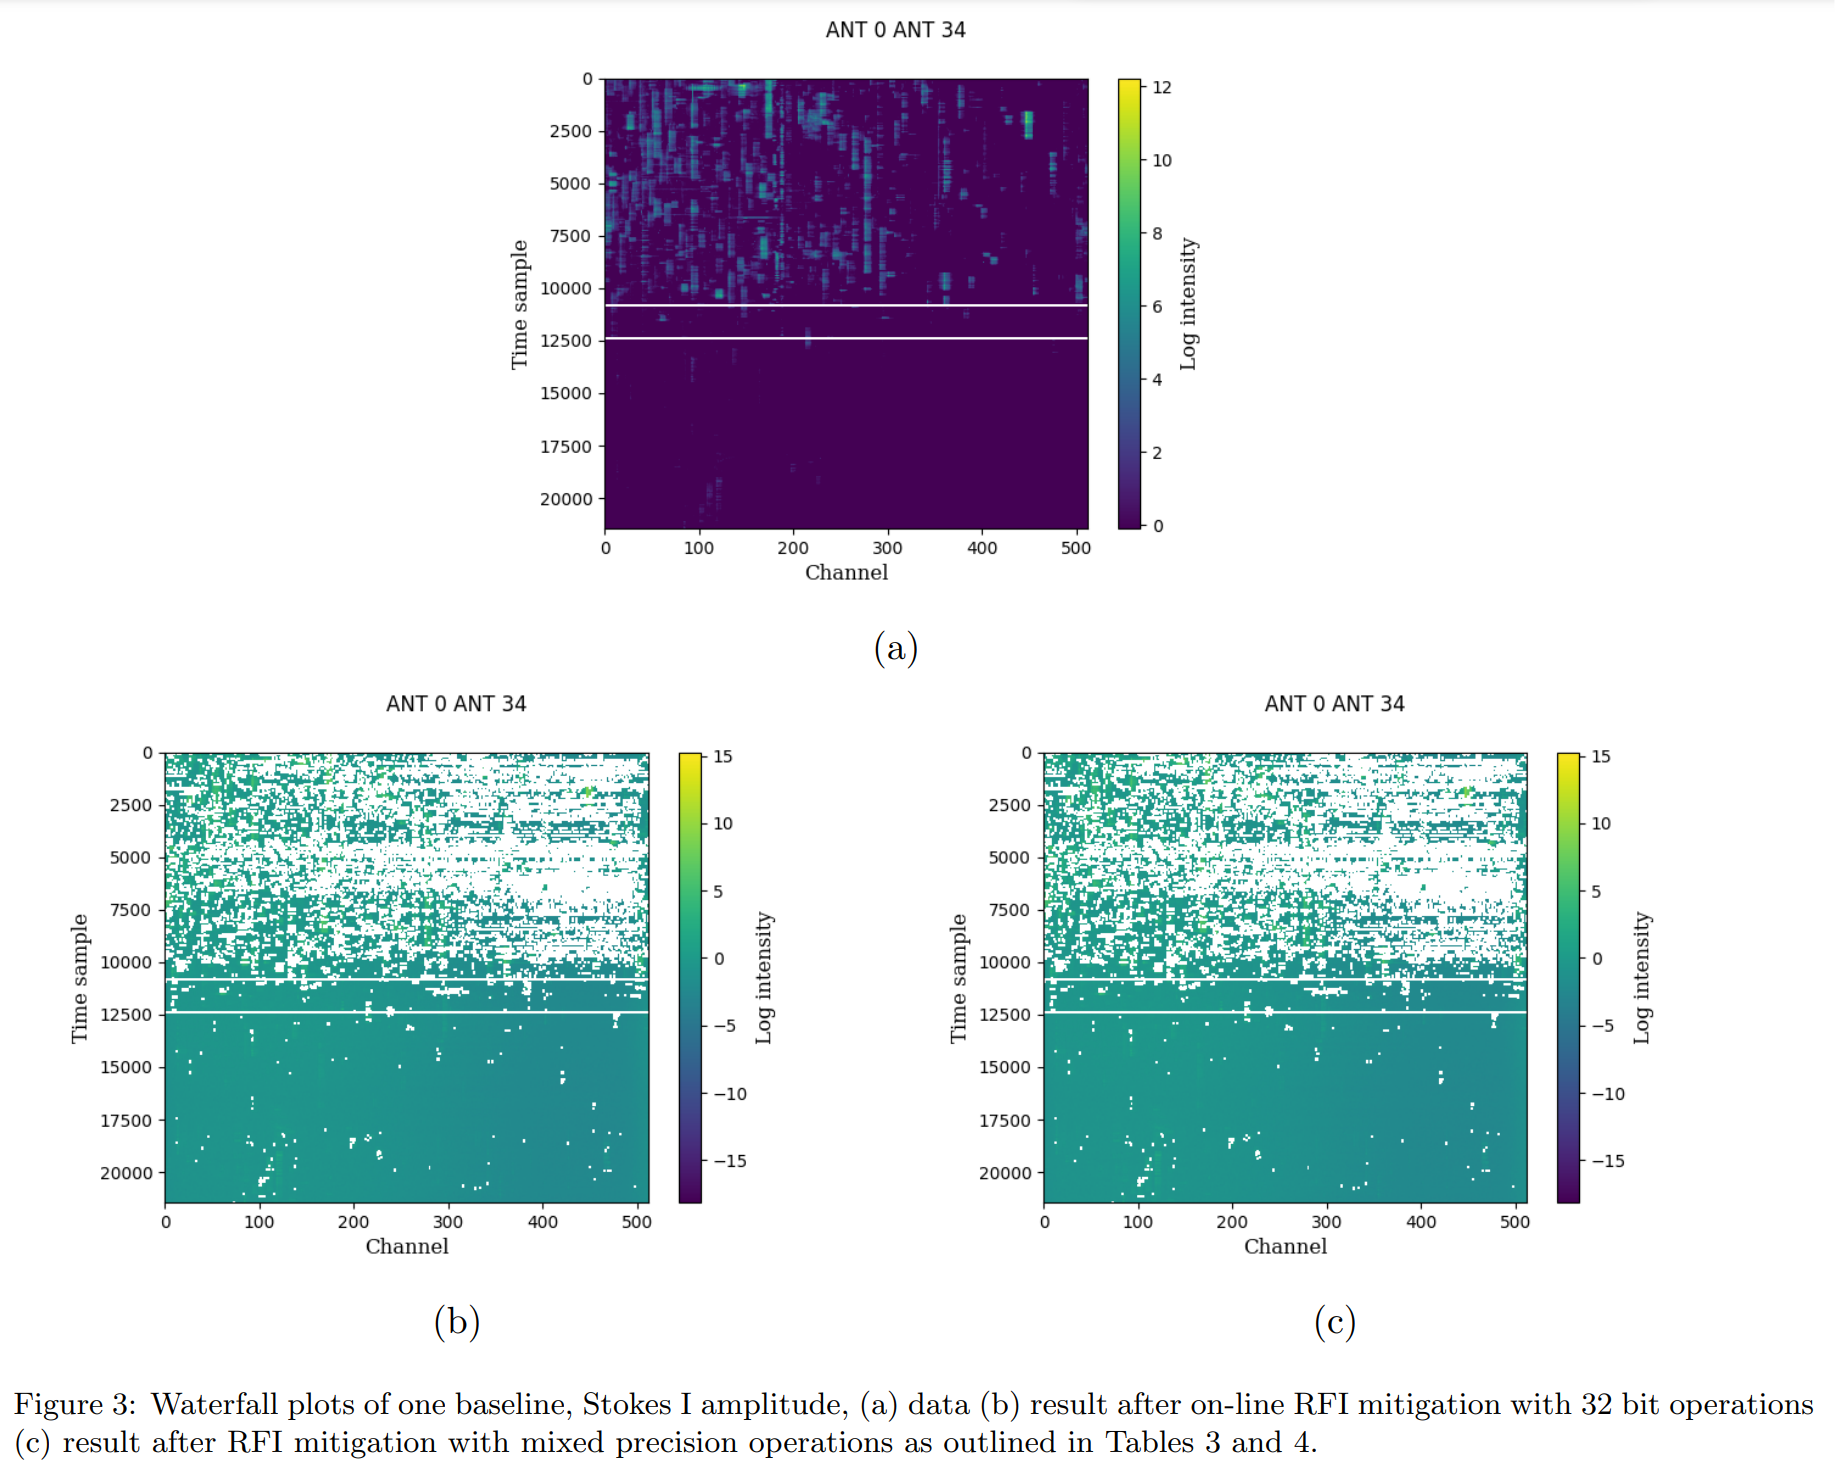 ANT 0 ANT 34
0
2500
5000
7500
10000
12500
15000
17500
20000
Time sample
0 100 200 300 400 500
Channel
12
10
8
6
4
2
0
Log intensity
(a)
ANT 0 ANT 34
0
2500
5000
7500
10000
12500
15000
17500
20000
Time sample
0 100 200 300 400 500
Channel
15
10
5
0
−5
−10
−15
Log intensity
(b)
ANT 0 ANT 34
0
2500
5000
7500
10000
12500
15000
17500
20000
Time sample
0 100 200 300 400 500
Channel
15
10
5
0
−5
−10
−15
Log intensity
(c)
Figure 3: Waterfall plots of one baseline, Stokes I amplitude, (a) data (b) result after on-line RFI mitigation with 32 bit operations
(c) result after RFI mitigation with mixed precision operations as outlined in Tables 3 and 4.